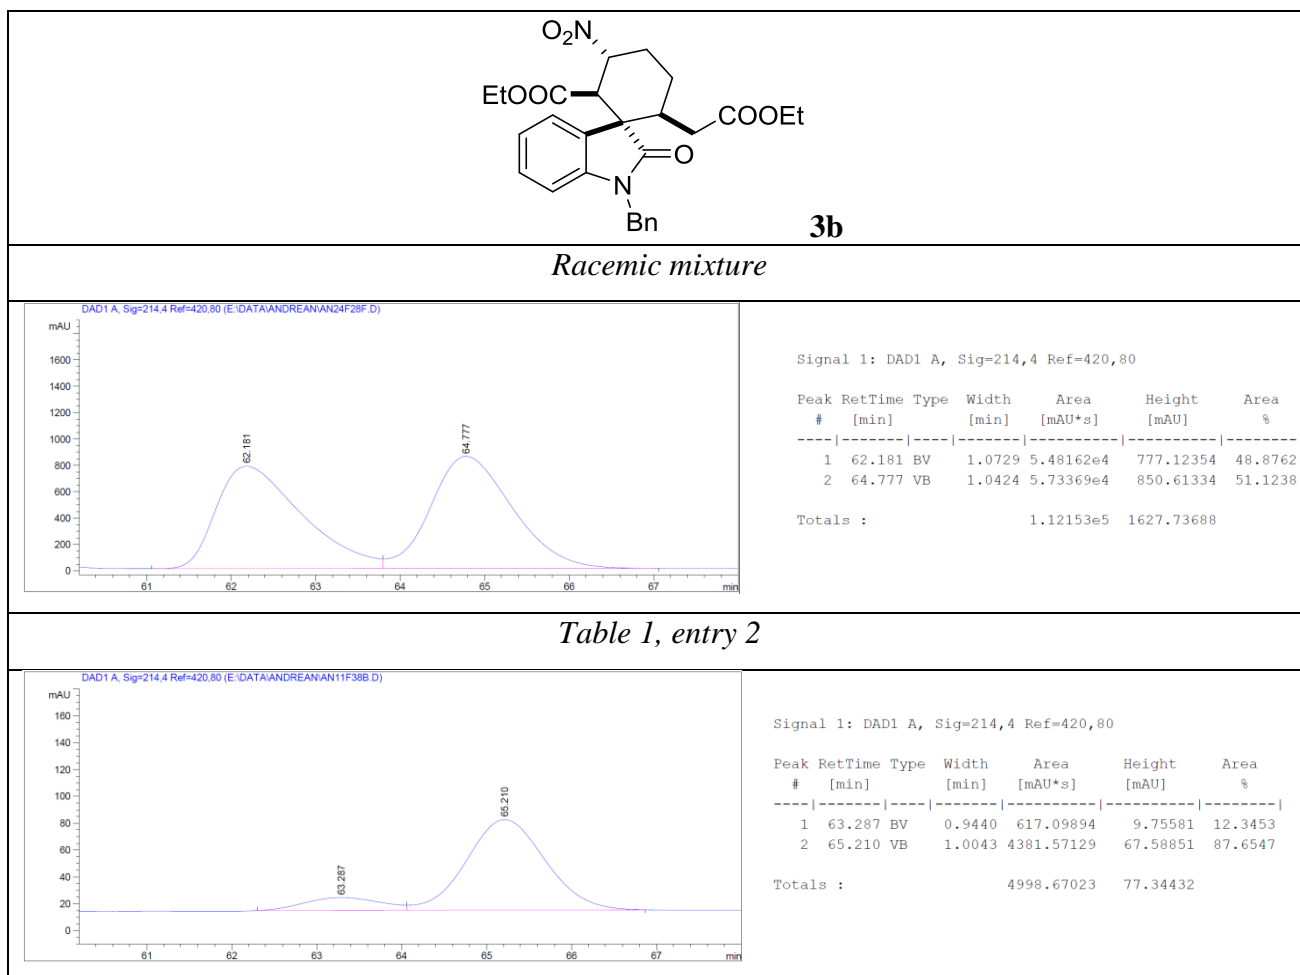 O2N
EtOOC
COOEt
O
N
Bn
3b
Racemic mixture
DAD1 A, Sig=214,4 Ref=420,80 (E:\DATA\ANDREAN\AN24F28F.D)
mAU
1600
1400
1200
1000
800
600
400
200
0
62.181
64.777
61 62 63 64 65 66 67 min
Signal 1: DAD1 A, Sig=214,4 Ref=420,80
Peak RetTime Type Width Area Height Area
# [min] [min] [mAU*s] [mAU] %
----|-------|----|-------|----------|----------|--------
1 62.181 BV 1.0729 5.48162e4 777.12354 48.8762
2 64.777 VB 1.0424 5.73369e4 850.61334 51.1238
Totals : 1.12153e5 1627.73688
Table 1, entry 2
DAD1 A, Sig=214,4 Ref=420,80 (E:\DATA\ANDREAN\AN11F38B.D)
mAU
160
140
120
100
80
60
40
20
0
63.287
65.210
61 62 63 64 65 66 67 min
Signal 1: DAD1 A, Sig=214,4 Ref=420,80
Peak RetTime Type Width Area Height Area
# [min] [min] [mAU*s] [mAU] %
----|-------|----|-------|----------|----------|--------|
1 63.287 BV 0.9440 617.09894 9.75581 12.3453
2 65.210 VB 1.0043 4381.57129 67.58851 87.6547
Totals : 4998.67023 77.34432